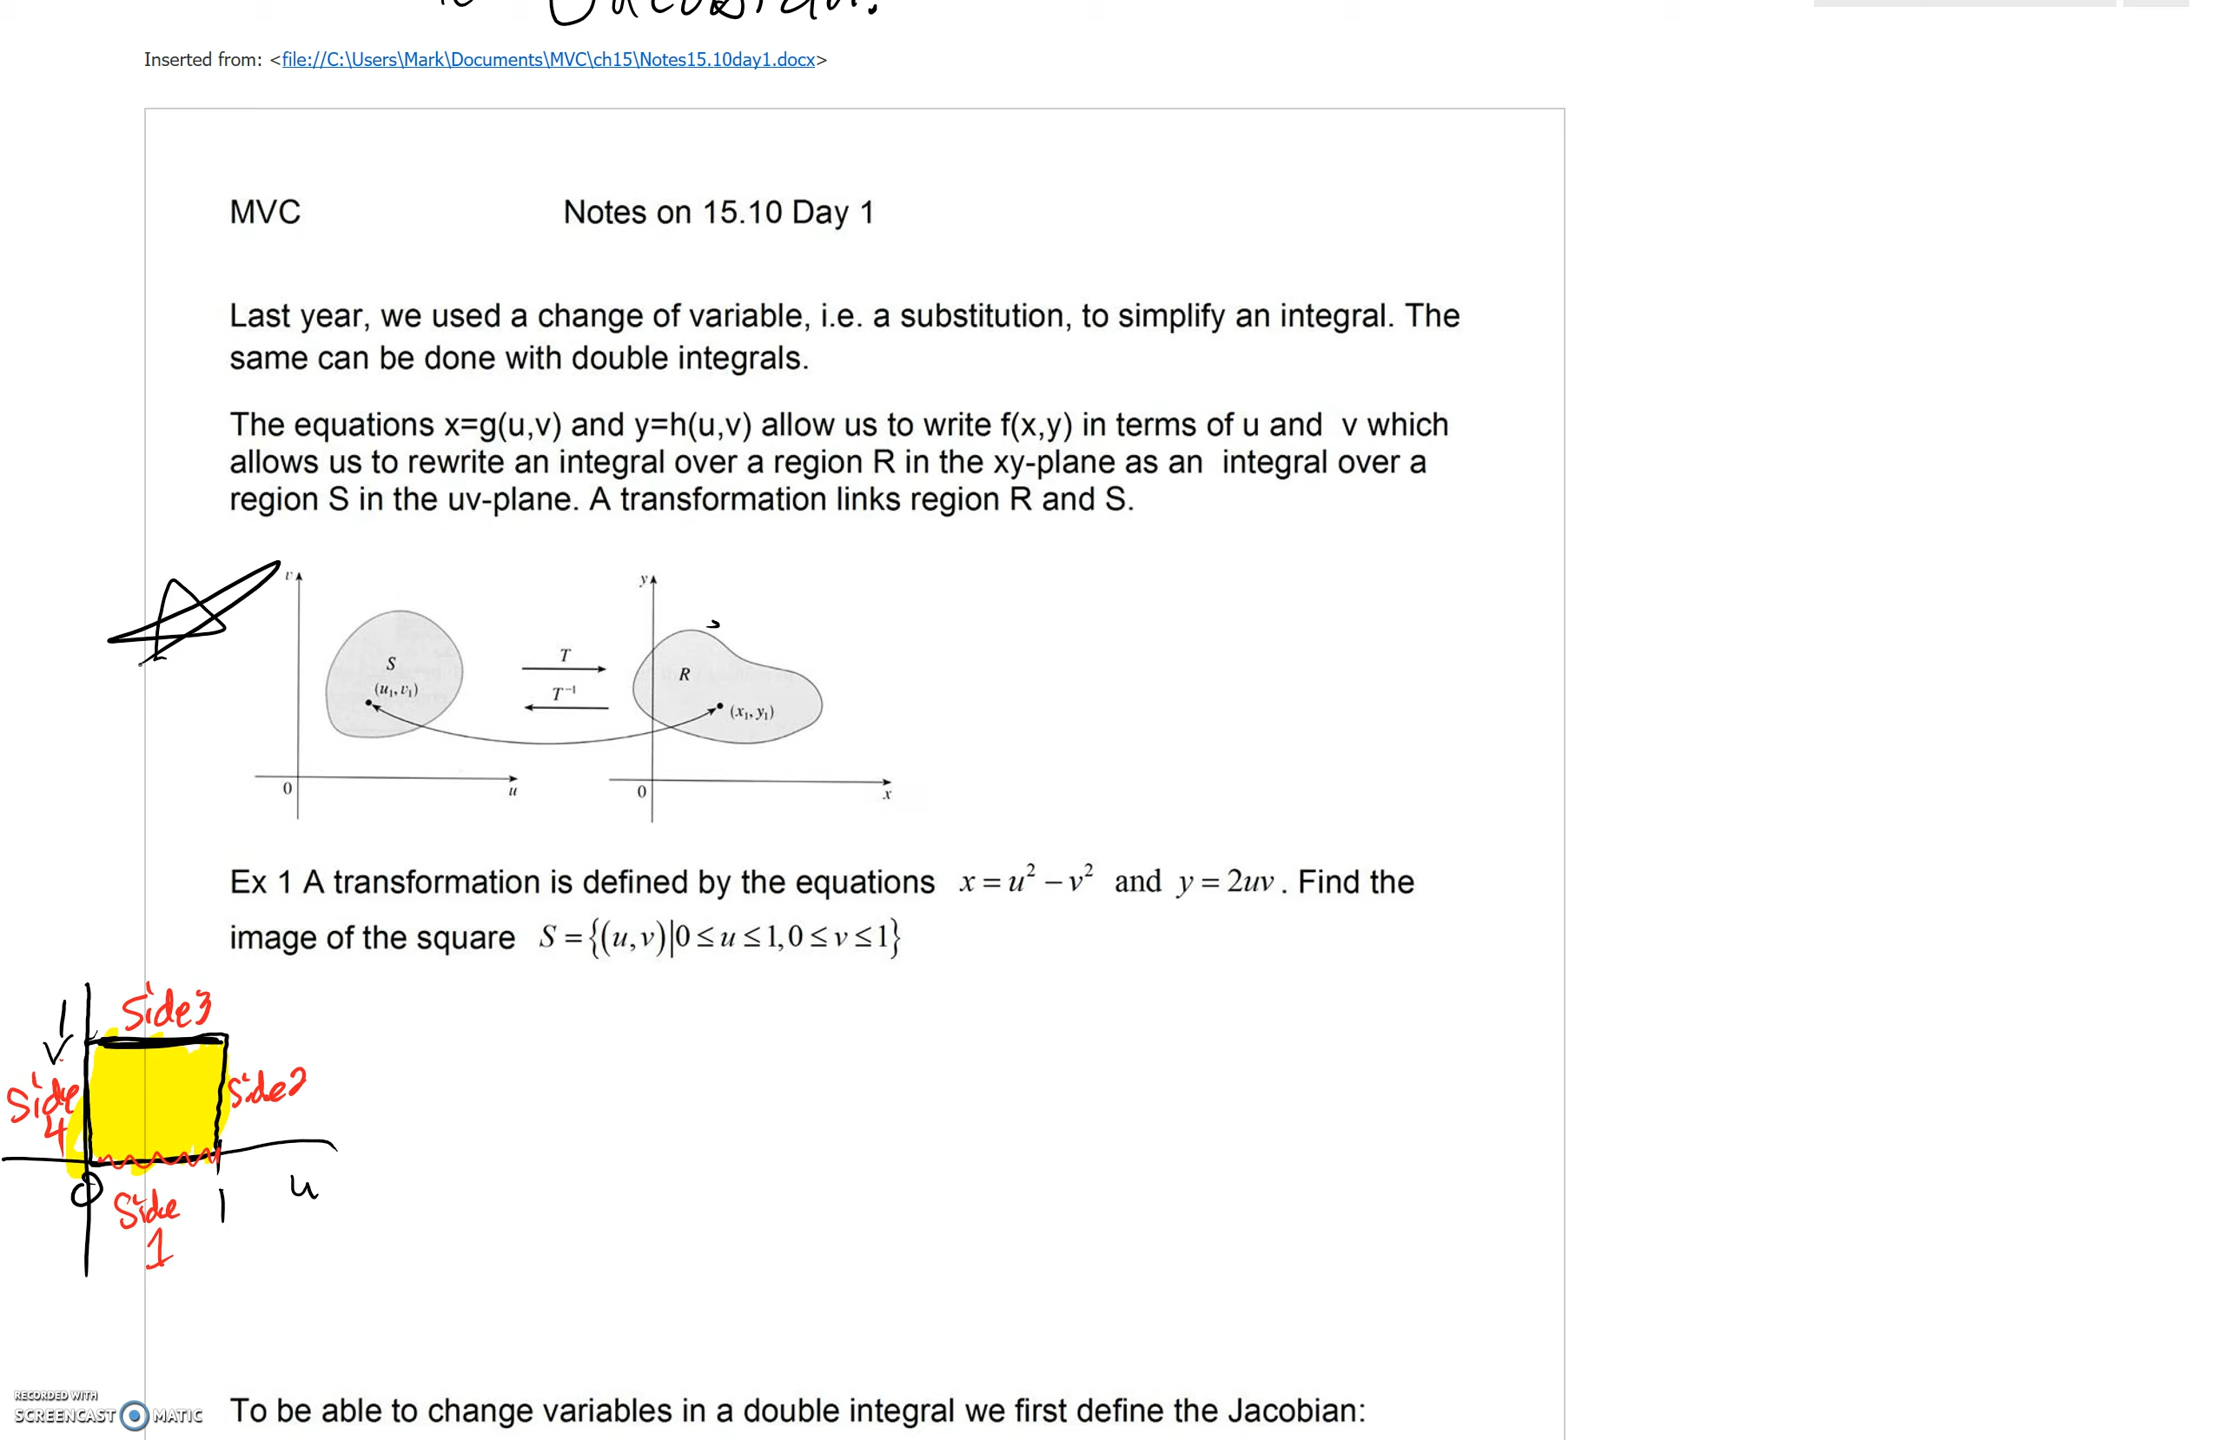 Jacobian.
Inserted from: <file://C:\Users\Mark\Documents\MVC\ch15\Notes15.10day1.docx>
MVC Notes on 15.10 Day 1
Last year, we used a change of variable, i.e. a substitution, to simplify an integral. The
same can be done with double integrals.
The equations x=g(u,v) and y=h(u,v) allow us to write f(x,y) in terms of u and v which
allows us to rewrite an integral over a region R in the xy-plane as an integral over a
region S in the uv-plane. A transformation links region R and S.
v
S
(u₁, v₁)
0
u
T
T⁻¹
y
R
(x₁, y₁)
0
x
Ex 1 A transformation is defined by the equations x = u² – v² and y = 2uv. Find the
image of the square S = {(u,v)|0 ≤ u ≤ 1, 0 ≤ v ≤ 1}
1
v
Side 3
Side 2
Side
4
0
Side
1
1
u
RECORDED WITH
SCREENCAST MATIC
To be able to change variables in a double integral we first define the Jacobian: